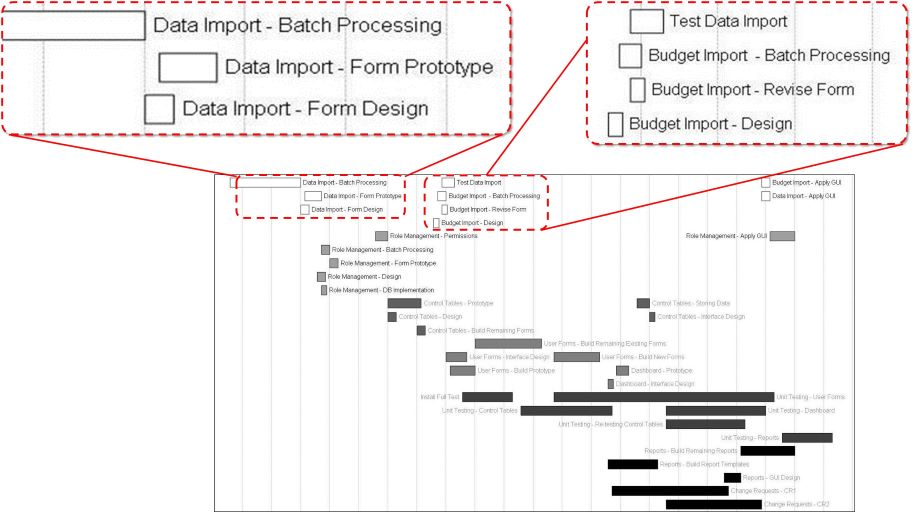 Data Import - Batch Processing
Data Import - Form Prototype
Data Import - Form Design
Test Data Import
Budget Import - Batch Processing
Budget Import - Revise Form
Budget Import - Design
Data Import - Batch Processing Test Data Import Budget Import - Apply GUI
Data Import - Form Prototype Budget Import - Batch Processing Data Import - Apply GUI
Data Import - Form Design Budget Import - Revise Form
Budget Import - Design
Role Management - Permissions Role Management - Apply GUI
Role Management - Batch Processing
Role Management - Form Prototype
Role Management - Design
Role Management - DB Implementation
Control Tables - Prototype Control Tables - Storing Data
Control Tables - Design Control Tables - Interface Design
Control Tables - Build Remaining Forms
User Forms - Build Remaining Existing Forms
User Forms - Interface Design User Forms - Build New Forms
User Forms - Build Prototype Dashboard - Prototype
Dashboard - Interface Design
Install Full Test Unit Testing - User Forms
Unit Testing - Control Tables Unit Testing - Dashboard
Unit Testing - Re-testing Control Tables
Unit Testing - Reports
Reports - Build Remaining Reports
Reports - Build Report Templates
Reports - GUI Design
Change Requests - CR1
Change Requests - CR2